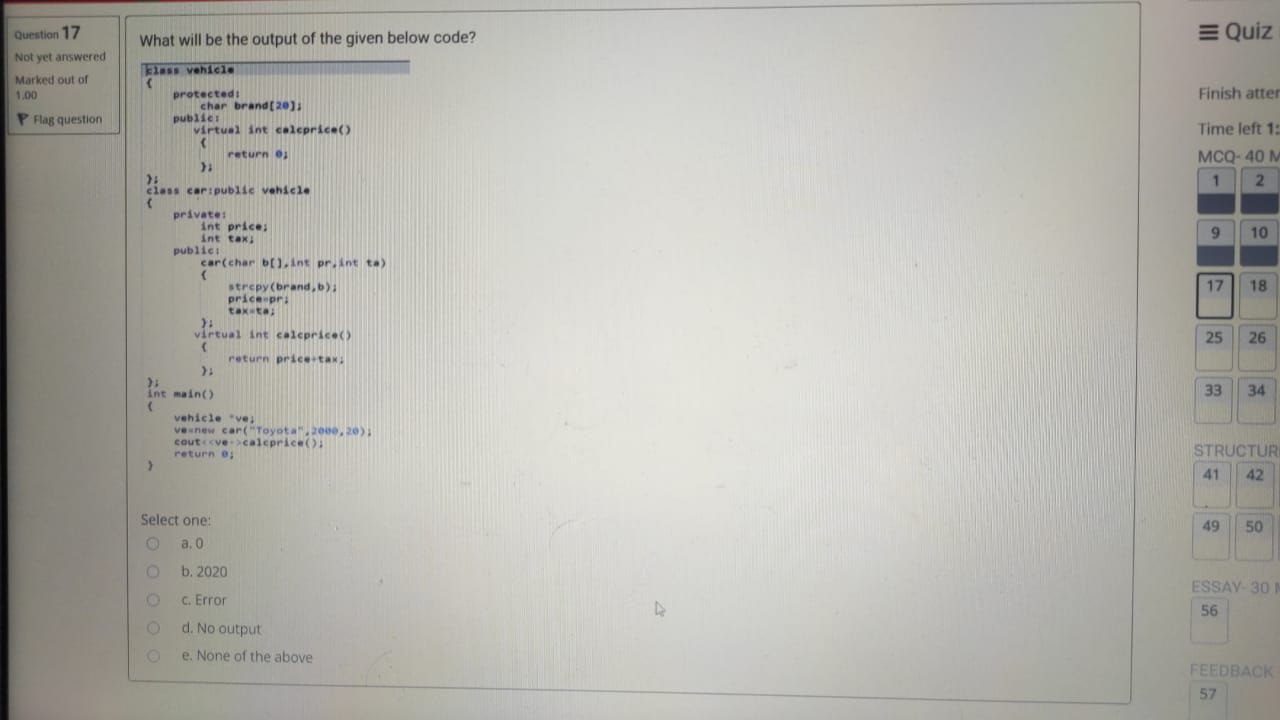 Question 17
Not yet answered
Marked out of
1.00
Flag question
What will be the output of the given below code?
class vehicle
{
protected:
char brand[20];
public:
virtual int calcprice()
{
return 0;
};
};
class car:public vehicle
{
private:
int price;
int tax;
public:
car(char b[],int pr,int ta)
{
strcpy(brand,b);
price=pr;
tax=ta;
};
virtual int calcprice()
{
return price+tax;
};
};
int main()
{
vehicle *ve;
ve=new car("Toyota",2000,20);
cout<<ve->calcprice();
return 0;
}
Select one:
a. 0
b. 2020
c. Error
d. No output
e. None of the above
Quiz
Finish atter
Time left 1:
MCQ- 40 M
1 2
9 10
17 18
25 26
33 34
STRUCTUR
41 42
49 50
ESSAY- 30
56
FEEDBACK
57